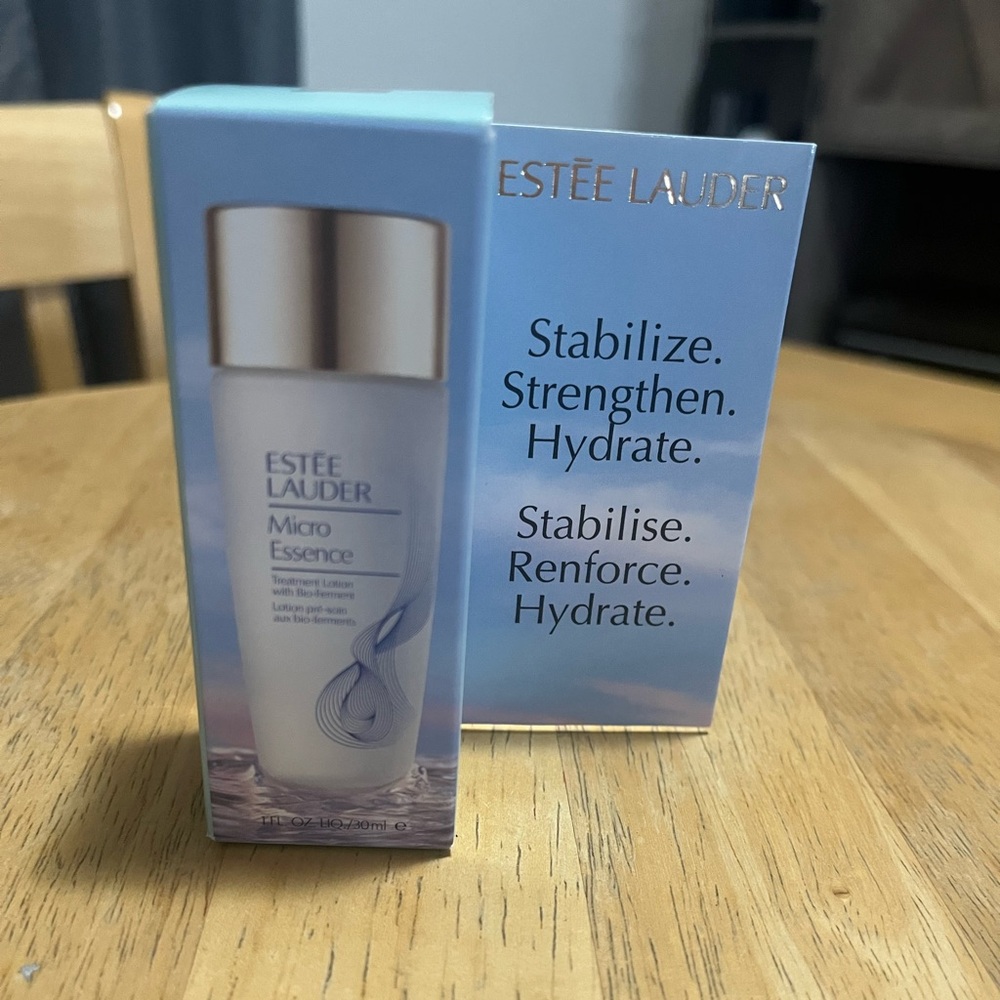 ESTĒE
LAUDER
Micro
Essence
Treatment Lotion
with Bio-ferment
Lotion pré-soin
aux bio-ferments
1 FL. OZ. LIQ./30ml ℮
ESTĒE LAUDER
Stabilize.
Strengthen.
Hydrate.
Stabilise.
Renforce.
Hydrate.